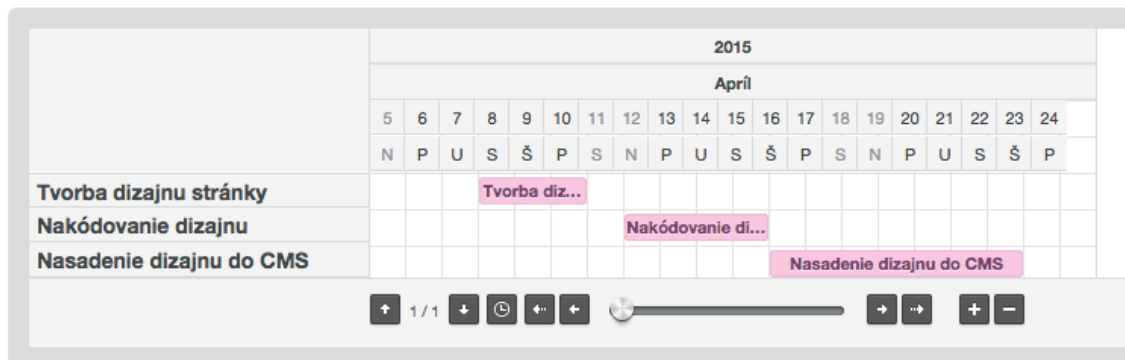 2015
Apríl
5 6 7 8 9 10 11 12 13 14 15 16 17 18 19 20 21 22 23 24
N P U S Š P S N P U S Š P S N P U S Š P
Tvorba dizajnu stránky Tvorba diz...
Nakódovanie dizajnu Nakódovanie di...
Nasadenie dizajnu do CMS Nasadenie dizajnu do CMS
1 / 1